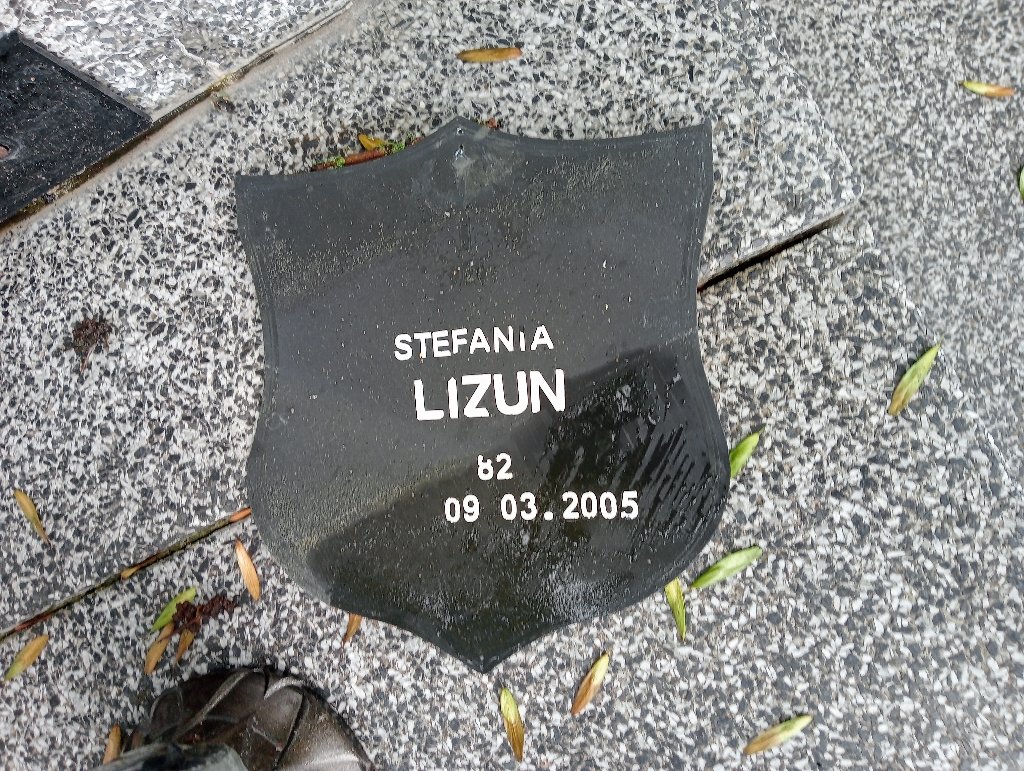 STEFANIA
LIZUN
82
09 03.2005